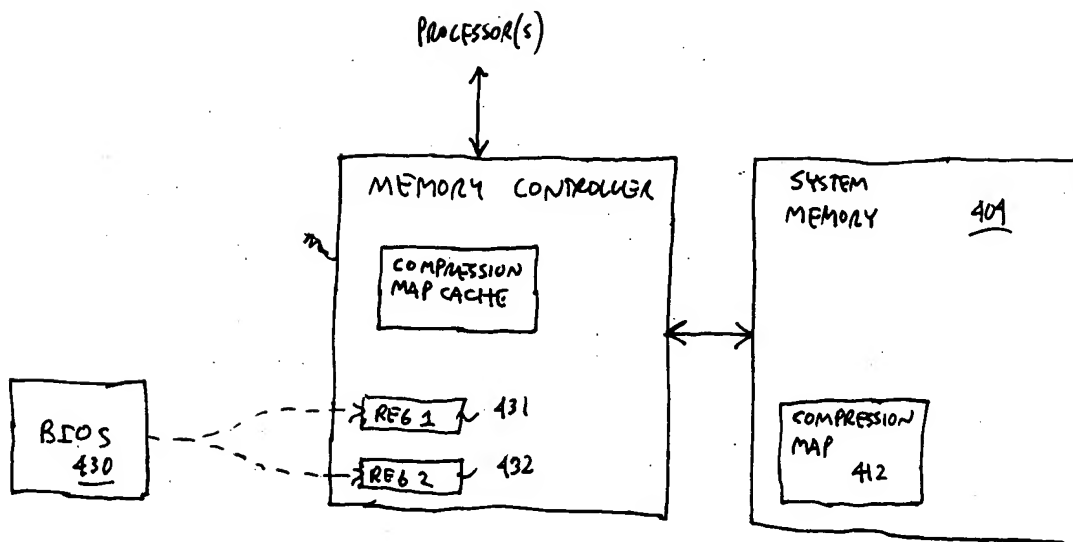 PROCESSOR(S)
MEMORY CONTROLLER
COMPRESSION
MAP CACHE
REG 1
431
REG 2
432
BIOS
430
SYSTEM
MEMORY 404
COMPRESSION
MAP
412